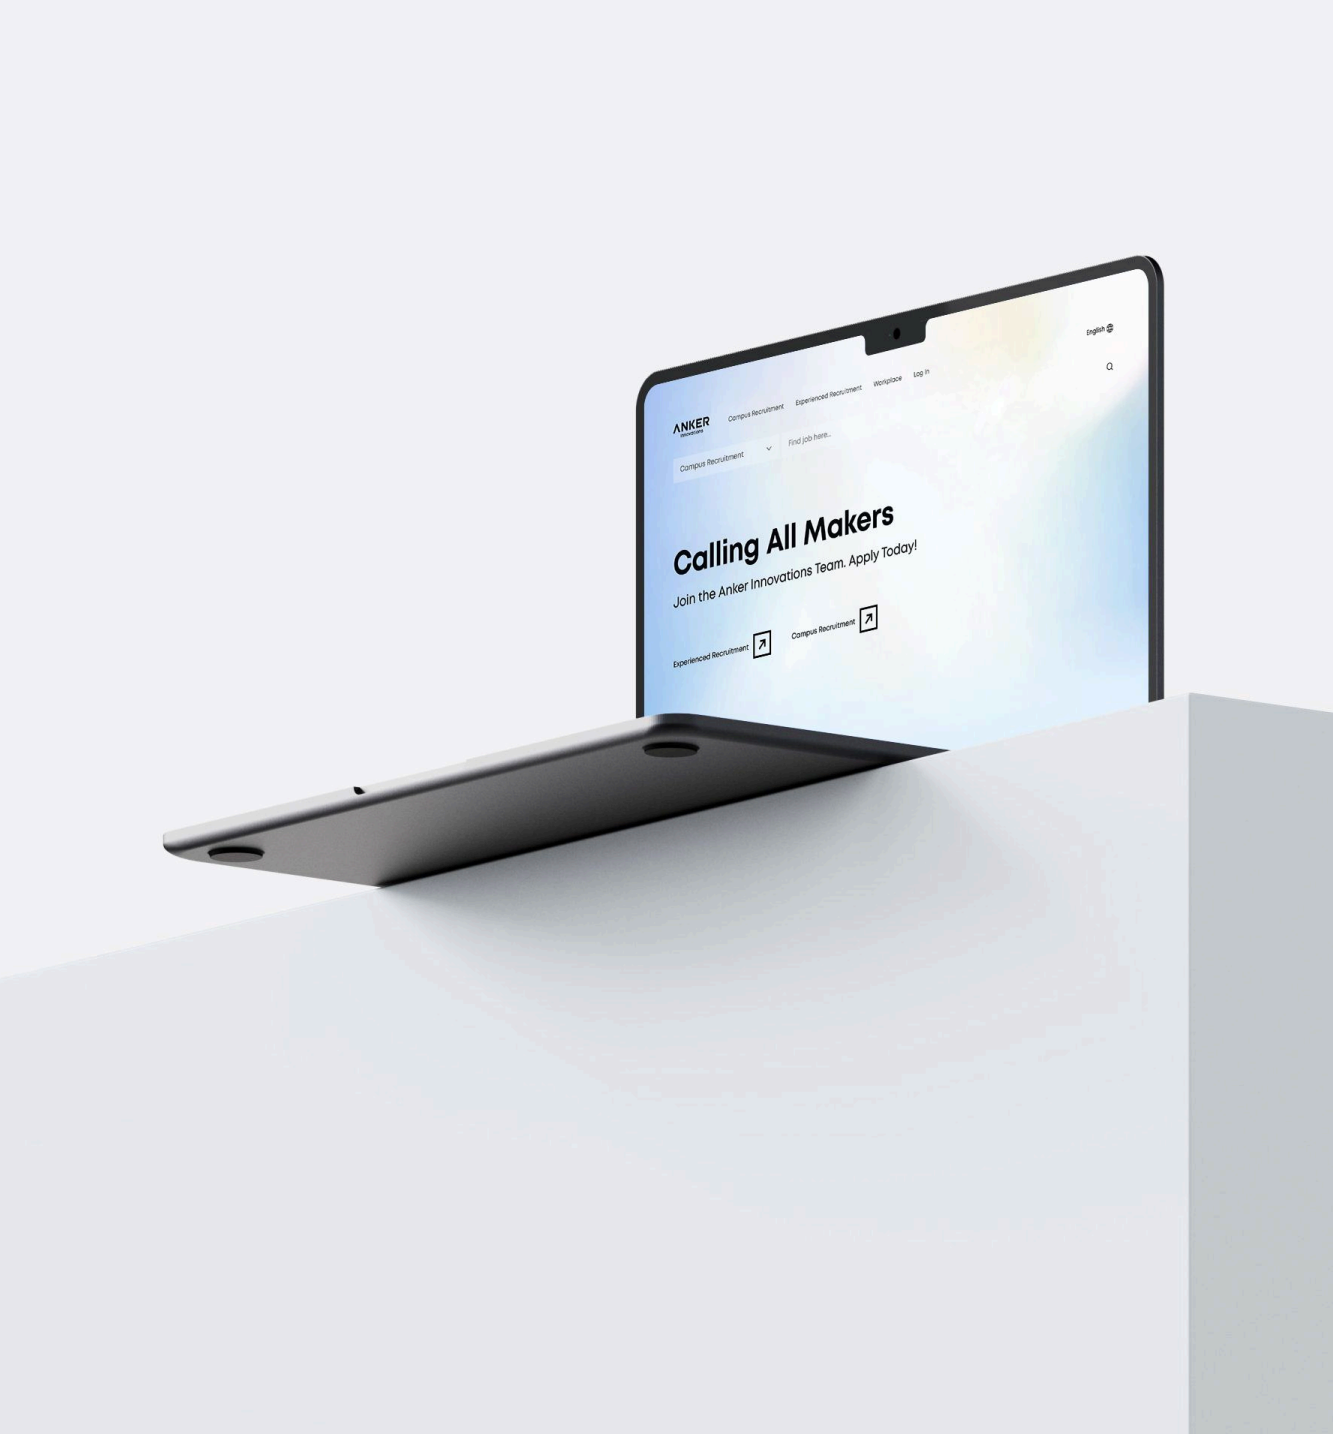 English
ANKER
Innovations
Campus Recruitment
Experienced Recruitment
Workplace
Log In
Campus Recruitment
Find job here...
Calling All Makers
Join the Anker Innovations Team. Apply Today!
Experienced Recruitment
Campus Recruitment